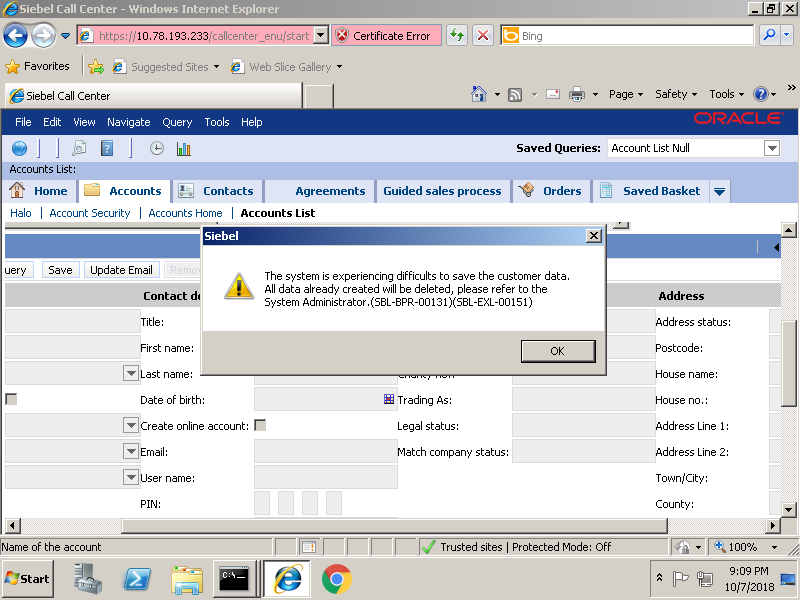 Siebel Call Center - Windows Internet Explorer
https://10.78.193.233/callcenter_enu/start
Certificate Error
Bing
Favorites
Suggested Sites
Web Slice Gallery
Siebel Call Center
Page
Safety
Tools
»
File Edit View Navigate Query Tools Help
ORACLE
Saved Queries:
Account List Null
Accounts List:
Home
Accounts
Contacts
Agreements
Guided sales process
Orders
Saved Basket
Halo | Account Security | Accounts Home | Accounts List
uery
Save
Update Email
Remo
Siebel
The system is experiencing difficults to save the customer data.
All data already created will be deleted, please refer to the
System Administrator.(SBL-BPR-00131)(SBL-EXL-00151)
OK
Contact de
Address
Title:
Address status:
First name:
Postcode:
Last name:
House name:
Date of birth:
Trading As:
House no.:
Create online account:
Legal status:
Address Line 1:
Email:
Match company status:
Address Line 2:
User name:
Town/City:
PIN:
County:
Name of the account
Trusted sites | Protected Mode: Off
100%
Start
C:\.
9:09 PM
10/7/2018